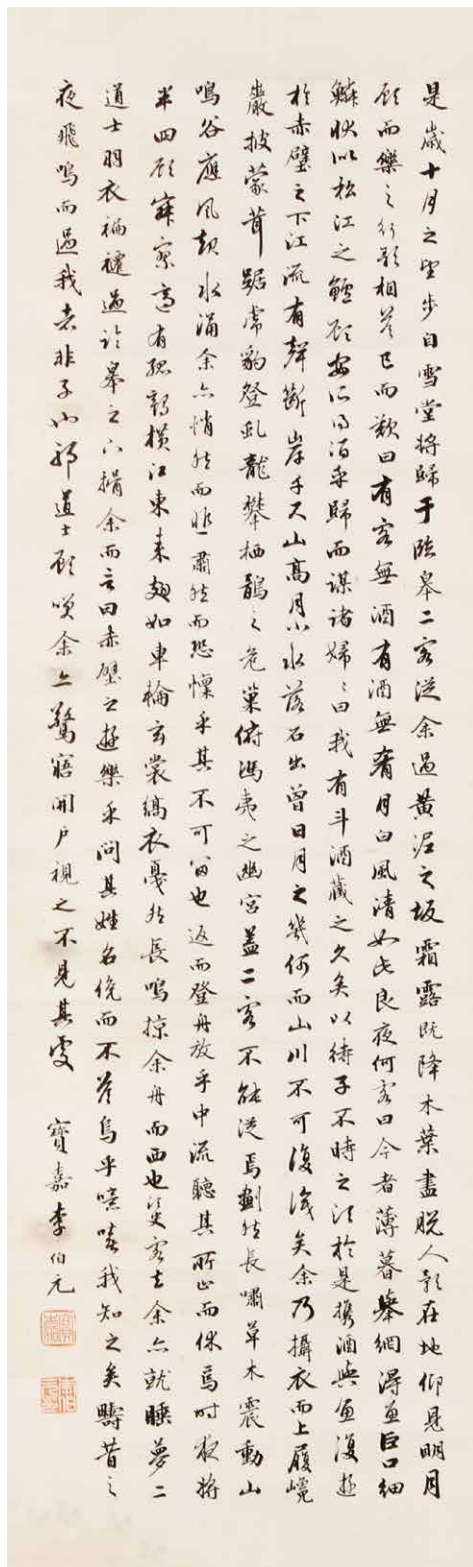 是歲十月之望步自雪堂將歸于臨皋二客從余過黃泥之坂霜露既降木葉盡脫人影在地仰見明月
顧而樂之行歌相答已而歎曰有客無酒有酒無肴月白風清如此良夜何客曰今者薄暮舉網得魚巨口細
鱗狀似松江之鱸顧安所得酒乎歸而謀諸婦〻曰我有斗酒藏之久矣以待子不時之須於是攜酒與魚復遊
於赤壁之下江流有聲斷岸千尺山高月小水落石出曾日月之幾何而山川不可復識矣余乃攝衣而上履巉
巖披蒙茸踞虎豹登虬龍攀栖鶻之危巢俯馮夷之幽宮蓋二客不能從焉劃然長嘯草木震動山
鳴谷應風起水涌余亦悄然而悲肅然而恐懍乎其不可留也返而登舟放乎中流聽其所止而休焉時夜將
半四顧寂寥適有孤鶴橫江東來翅如車輪玄裳縞衣戛然長鳴掠余舟而西也須臾客去余亦就睡夢二
道士羽衣褊褼過臨皋之下揖余而言曰赤壁之遊樂乎問其姓名俛而不答烏乎噫嘻我知之矣疇昔之
夜飛鳴而過我者非子也邪道士顧笑余亦驚寤開戶視之不見其處 寶嘉李伯元